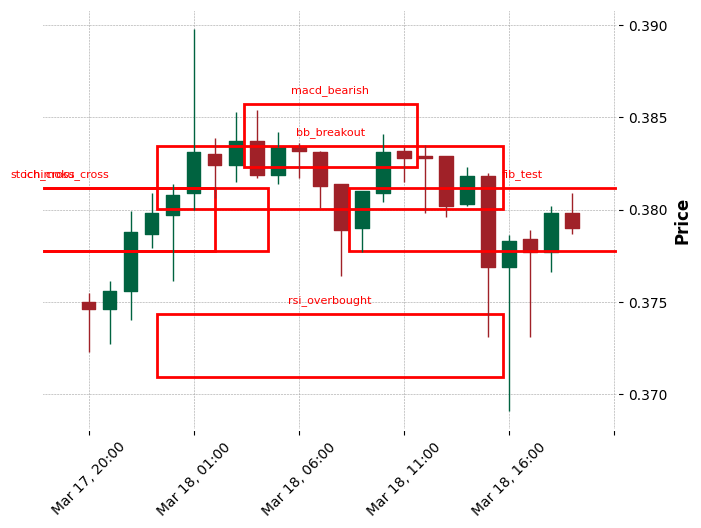 0.390
macd_bearish
0.385
bb_breakout
fib_test
0.380
Price
0.375
rsi_overbought
0.370
Mar 17, 20:00
Mar 18, 01:00
Mar 18, 06:00
Mar 18, 11:00
Mar 18, 16:00